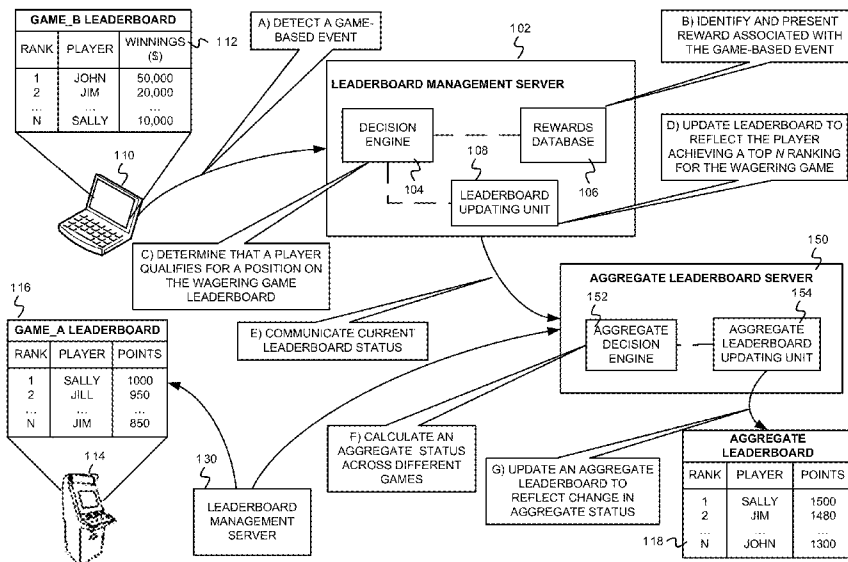 GAME_B LEADERBOARD
RANK PLAYER WINNINGS ($)
1 JOHN 50,000
2 JIM 20,000
... ... ...
N SALLY 10,000
112
110
A) DETECT A GAME-
BASED EVENT
102
B) IDENTIFY AND PRESENT
REWARD ASSOCIATED WITH
THE GAME-BASED EVENT
LEADERBOARD MANAGEMENT SERVER
DECISION
ENGINE
104
REWARDS
DATABASE
106
108
LEADERBOARD
UPDATING UNIT
D) UPDATE LEADERBOARD TO
REFLECT THE PLAYER
ACHIEVING A TOP N RANKING
FOR THE WAGERING GAME
C) DETERMINE THAT A PLAYER
QUALIFIES FOR A POSITION ON
THE WAGERING GAME
LEADERBOARD
116
GAME_A LEADERBOARD
RANK PLAYER POINTS
1 SALLY 1000
2 JILL 950
... ... ...
N JIM 850
114
E) COMMUNICATE CURRENT
LEADERBOARD STATUS
150
AGGREGATE LEADERBOARD SERVER
152
AGGREGATE
DECISION
ENGINE
154
AGGREGATE
LEADERBOARD
UPDATING UNIT
130
LEADERBOARD
MANAGEMENT
SERVER
F) CALCULATE AN
AGGREGATE STATUS
ACROSS DIFFERENT
GAMES
G) UPDATE AN AGGREGATE
LEADERBOARD TO
REFLECT CHANGE IN
AGGREGATE STATUS
AGGREGATE
LEADERBOARD
RANK PLAYER POINTS
1 SALLY 1500
2 JIM 1480
... ... ...
N JOHN 1300
118